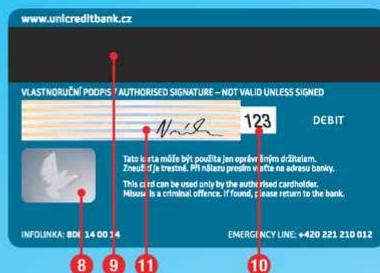 www.unicreditbank.cz
VLASTNORUČNÍ PODPIS / AUTHORISED SIGNATURE – NOT VALID UNLESS SIGNED
123 DEBIT
Tato karta může být použita jen oprávněným držitelem.
Zneužití je trestné. Při nálezu prosím vraťte na adresu banky.
This card can be used only by the authorised cardholder.
Misuse is a criminal offence. If found, please return to the bank.
INFOLINKA: 800 14 00 14 EMERGENCY LINE: +420 221 210 012
8 9 11 10